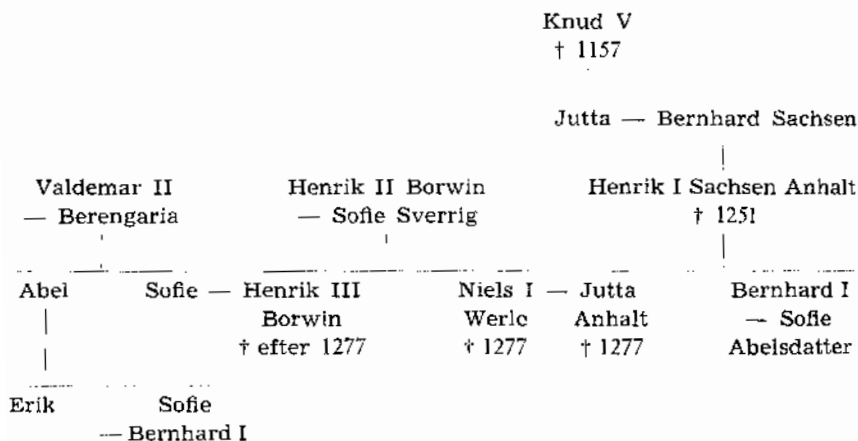 Knud V
† 1157
Jutta — Bernhard Sachsen
Valdemar II Henrik II Borwin Henrik I Sachsen Anhalt
— Berengaria — Sofie Sverrig † 1251
Abel Sofie — Henrik III Niels I — Jutta Bernhard I
Borwin Werle Anhalt — Sofie
† efter 1277 † 1277 † 1277 Abelsdatter
Erik Sofie
— Bernhard I